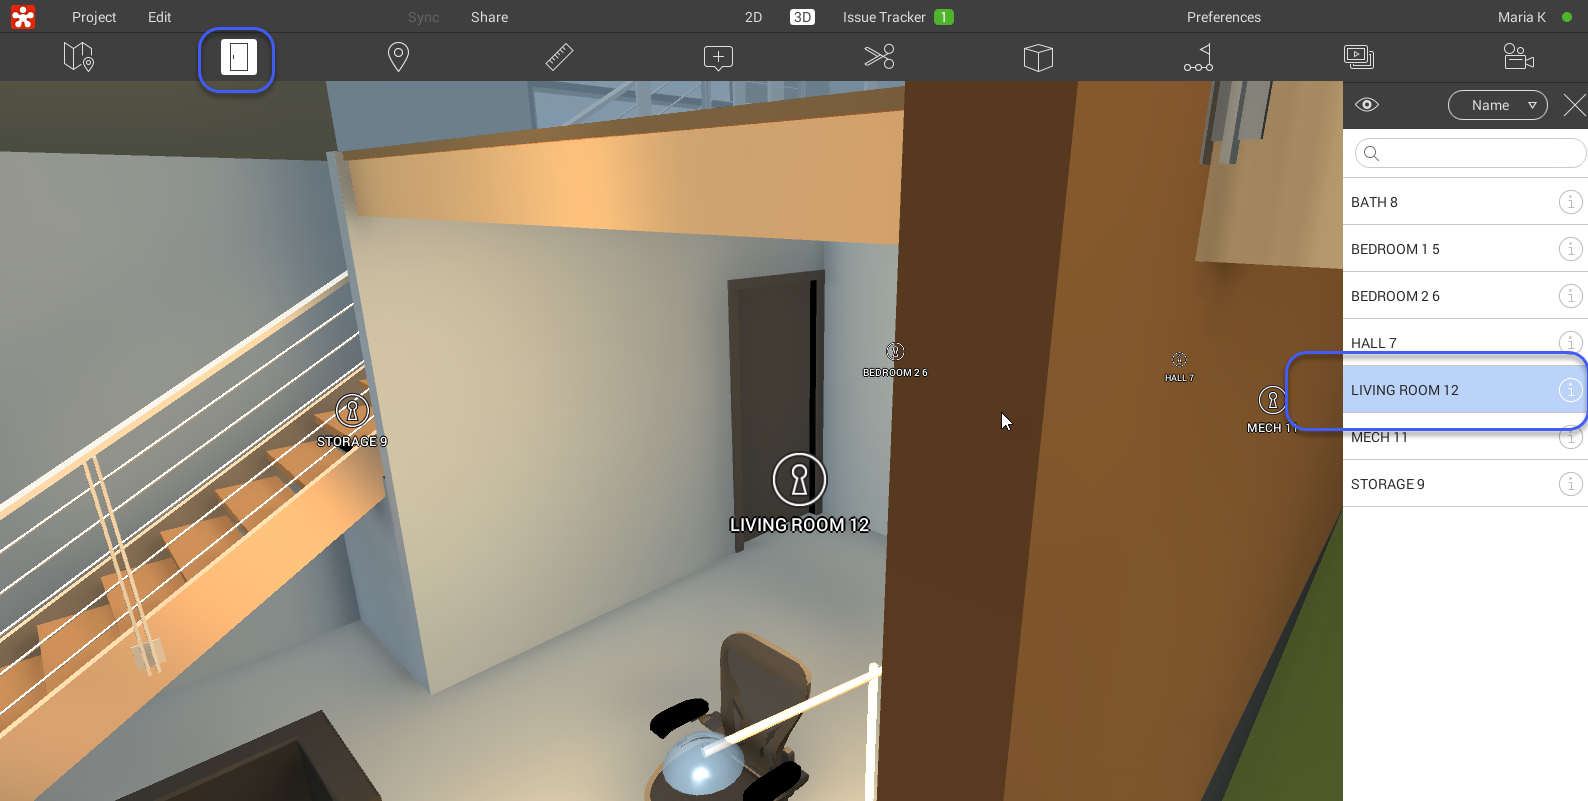 Project Edit Sync Share 2D 3D Issue Tracker 1 Preferences Maria K
Name
BATH 8
BEDROOM 1 5
BEDROOM 2 6
HALL 7
LIVING ROOM 12
MECH 11
STORAGE 9
BEDROOM 2 6
HALL 7
MECH 11
STORAGE 9
LIVING ROOM 12